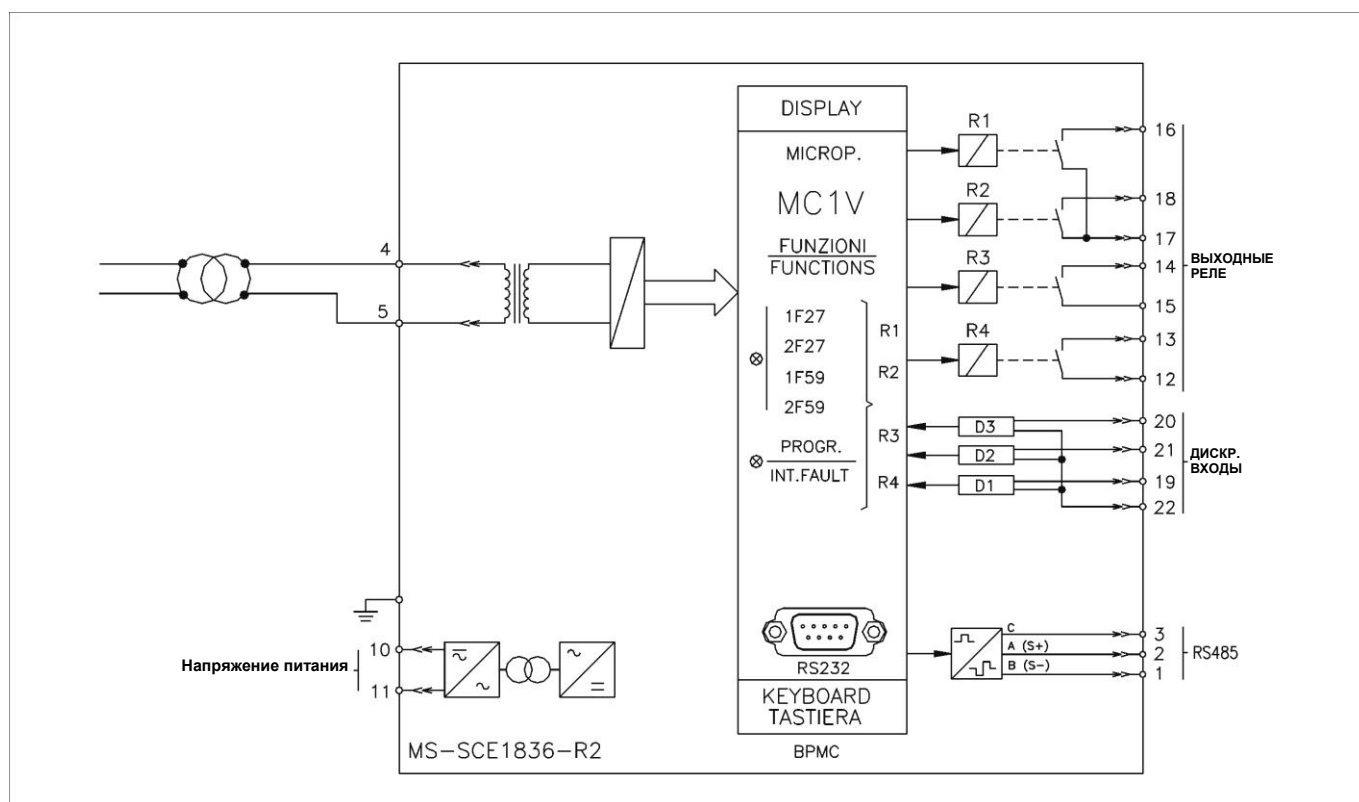 DISPLAY
MICROP.
MC1V
FUNZIONI
FUNCTIONS
1F27
2F27
1F59
2F59
PROGR.
INT.FAULT
R1
R2
R3
R4
RS232
KEYBOARD
TASTIERA
BPMC
4
5
10
11
Напряжение питания
MS-SCE1836-R2
R1
R2
R3
R4
16
18
17
14
15
13
12
ВЫХОДНЫЕ
РЕЛЕ
D3
D2
D1
20
21
19
22
ДИСКР.
ВХОДЫ
C
A (S+)
B (S-)
3
2
1
RS485